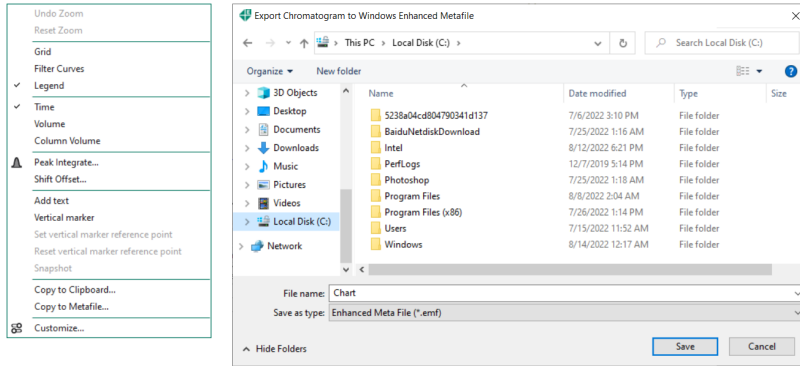 Undo Zoom
Reset Zoom
Grid
Filter Curves
Legend
Time
Volume
Column Volume
Peak Integrate...
Shift Offset...
Add text
Vertical marker
Set vertical marker reference point
Reset vertical marker reference point
Snapshot
Copy to Clipboard...
Copy to Metafile...
Customize...
Export Chromatogram to Windows Enhanced Metafile
This PC > Local Disk (C:) >
Search Local Disk (C:)
Organize
New folder
3D Objects
Desktop
Documents
Downloads
Music
Pictures
Videos
Local Disk (C:)
Network
Name Date modified Type Size
5238a04cd804790341d137 7/6/2022 3:10 PM File folder
BaiduNetdiskDownload 7/25/2022 1:16 AM File folder
Intel 8/12/2022 6:21 PM File folder
PerfLogs 12/7/2019 5:14 PM File folder
Photoshop 7/25/2022 1:18 AM File folder
Program Files 8/8/2022 2:04 AM File folder
Program Files (x86) 7/26/2022 1:14 PM File folder
Users 7/15/2022 11:52 AM File folder
Windows 8/14/2022 12:17 AM File folder
File name: Chart
Save as type: Enhanced Meta File (*.emf)
Hide Folders
Save
Cancel